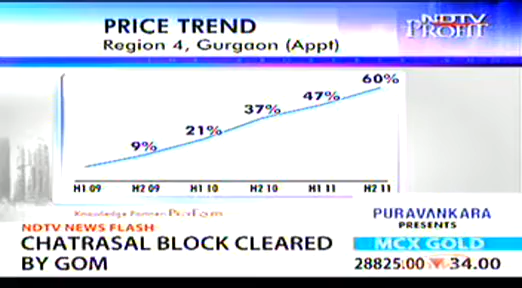 PRICE TREND
Region 4, Gurgaon (Appt)
NDTV
PROFIT
60%
47%
37%
21%
9%
H1 09 H2 09 H1 10 H2 10 H1 11 H2 11
Knowledge Partner
NDTV NEWS FLASH
CHATRASAL BLOCK CLEARED
BY GOM
PURAVANKARA
PRESENTS
MCX GOLD
28825.00 34.00